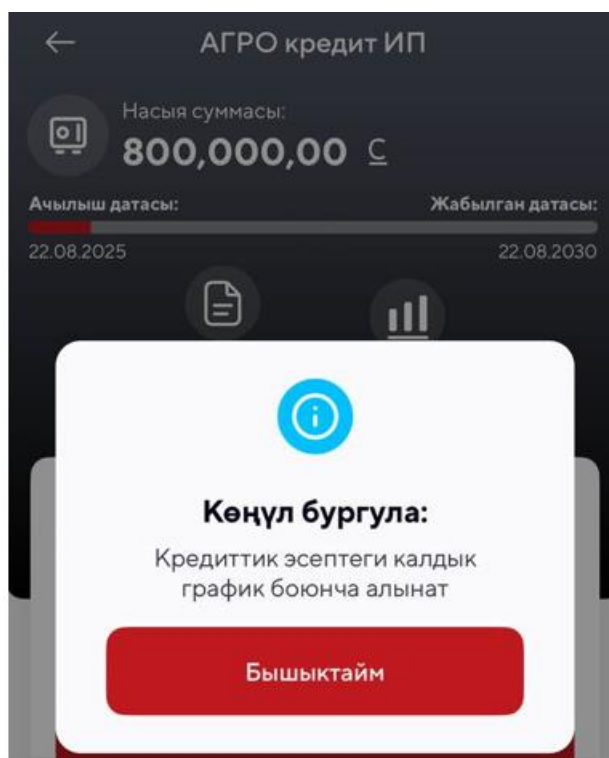 АГРО кредит ИП
Насыя суммасы:
800,000,00 С
Ачылыш датасы: Жабылган датасы:
22.08.2025 22.08.2030
Көңүл бургула:
Кредиттик эсептеги калдык
график боюнча алынат
Бышыктайм